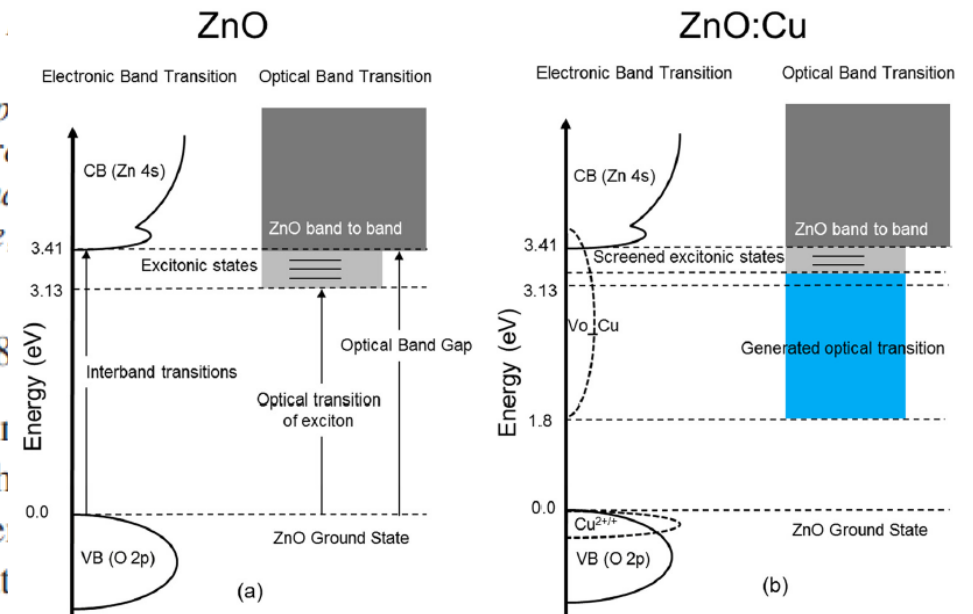 ZnO
Electronic Band Transition
Optical Band Transition
CB (Zn 4s)
ZnO band to band
3.41
Excitonic states
3.13
Energy (eV)
Optical Band Gap
Interband transitions
Optical transition
of exciton
0.0
ZnO Ground State
VB (O 2p)
(a)
ZnO:Cu
Electronic Band Transition
Optical Band Transition
CB (Zn 4s)
ZnO band to band
3.41
Screened excitonic states
3.13
Energy (eV)
Vo_Cu
Generated optical transition
1.8
0.0
Cu²⁺/⁺
ZnO Ground State
VB (O 2p)
(b)